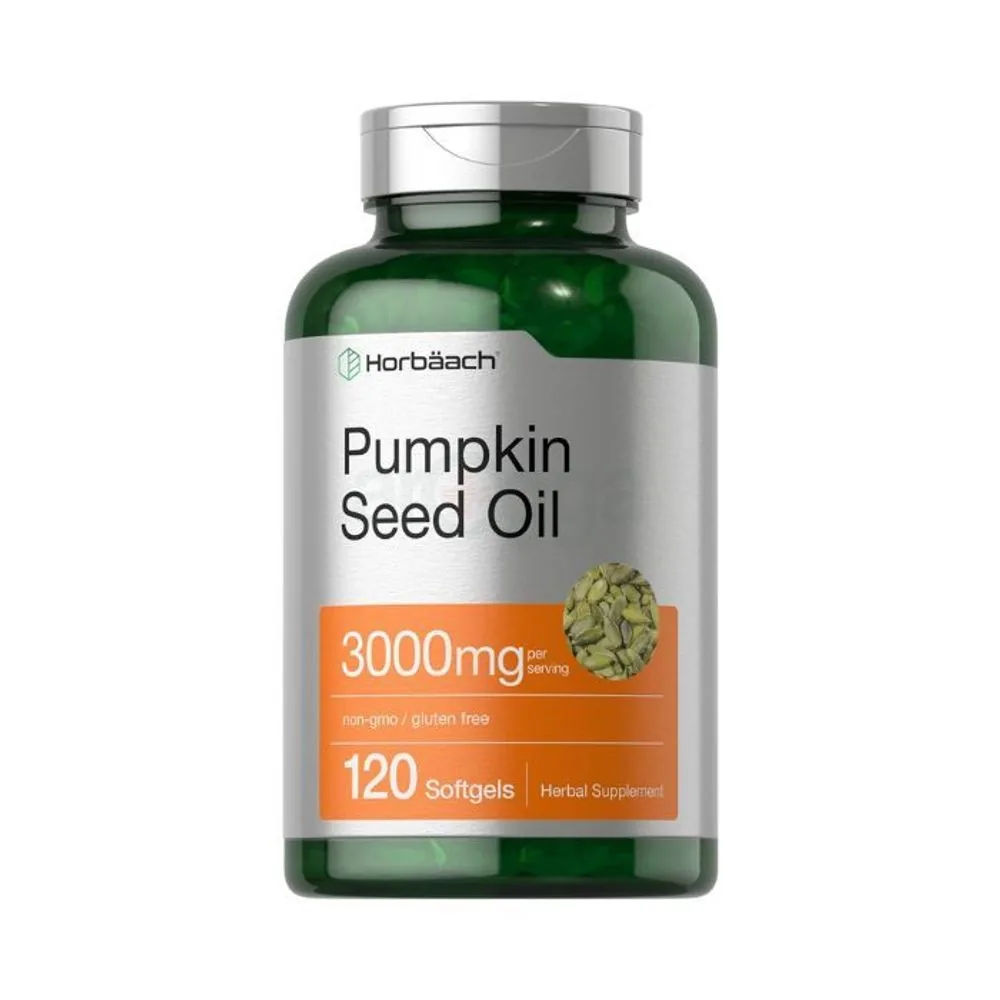 Horbäach
Pumpkin
Seed Oil
3000mg per serving
non-gmo / gluten free
120 Softgels
Herbal Supplement